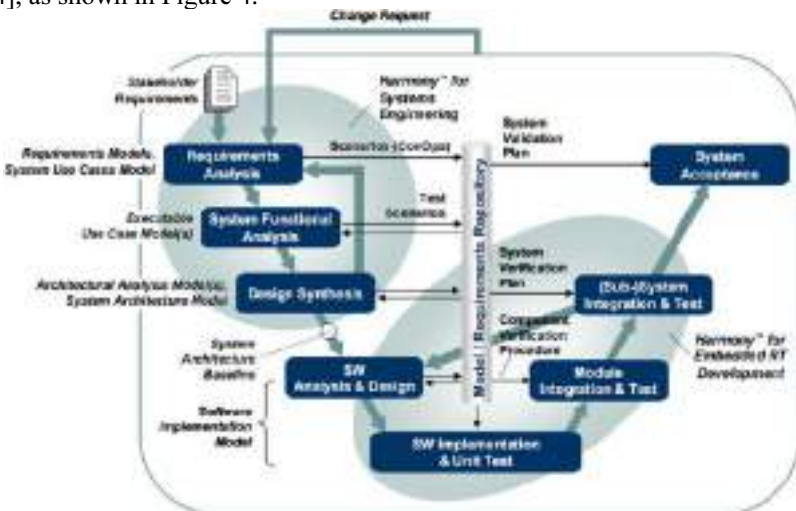 4], as shown in Figure 4.
Change Request
Stakeholder
Requirements
Harmony™ for
Systems
Engineering
Requirements Models,
System Use Cases Model
Requirements
Analysis
Scenarios (ConOps)
System
Validation
Plan
System
Acceptance
Executable
Use Case Model(s)
System Functional
Analysis
Test
Scenarios
Architectural Analysis Model(s),
System Architecture Model
Design Synthesis
System
Verification
Plan
(Sub-)System
Integration & Test
Model / Requirements Repository
System
Architecture
Baseline
SW
Analysis & Design
Component
Verification
Procedure
Module
Integration & Test
Harmony™ for
Embedded RT
Development
Software
Implementation
Model
SW Implementation
& Unit Test